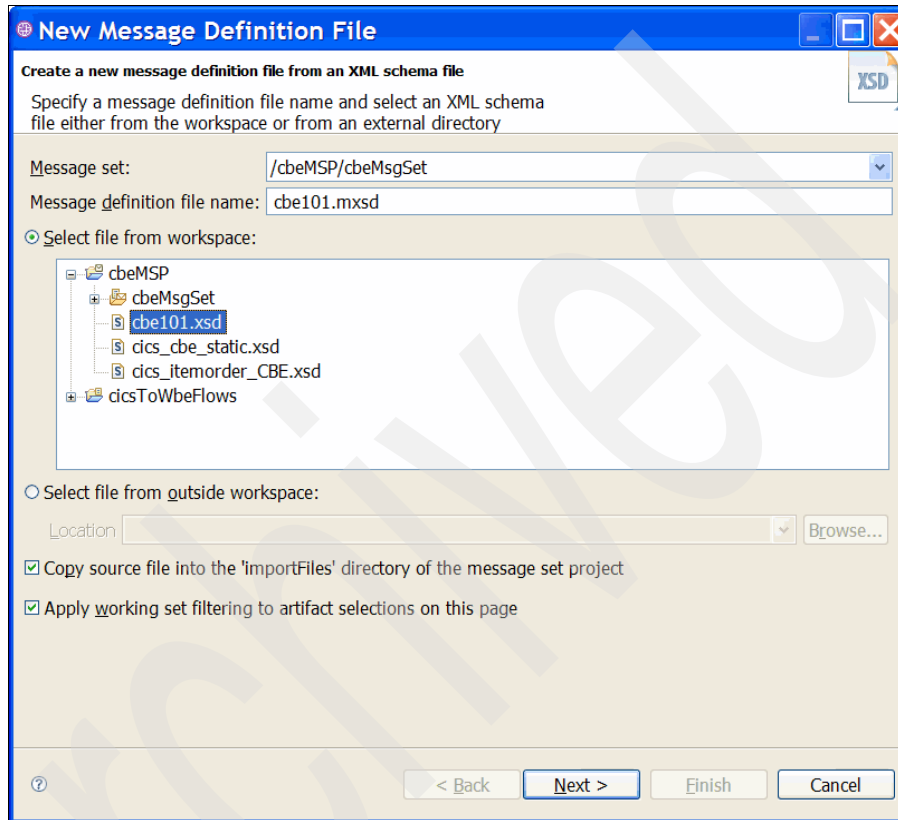 New Message Definition File
Create a new message definition file from an XML schema file
XSD
Specify a message definition file name and select an XML schema
file either from the workspace or from an external directory
Message set: /cbeMSP/cbeMsgSet
Message definition file name: cbe101.mxsd
Select file from workspace:
cbeMSP
cbeMsgSet
S cbe101.xsd
S cics_cbe_static.xsd
S cics_itemorder_CBE.xsd
cicsToWbeFlows
Select file from outside workspace:
Location Browse...
Copy source file into the 'importFiles' directory of the message set project
Apply working set filtering to artifact selections on this page
? < Back Next > Finish Cancel
rchived